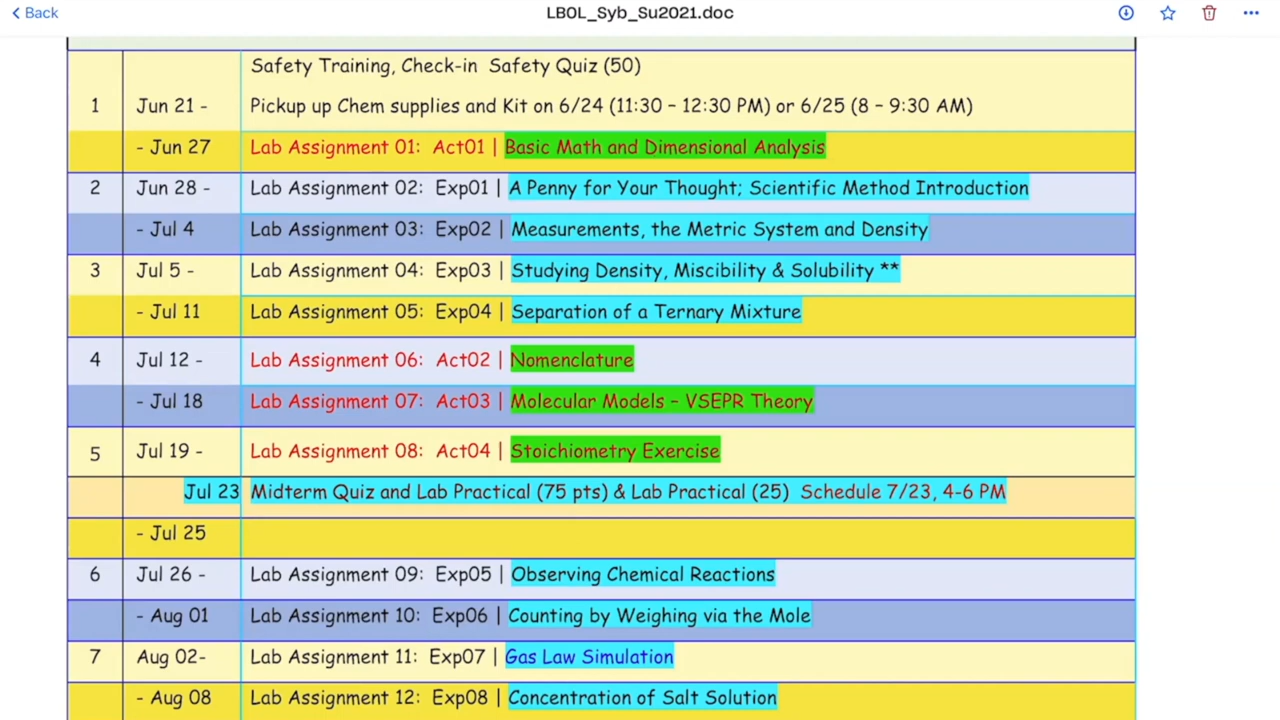 Back
LB0L_Syb_Su2021.doc
Safety Training, Check-in Safety Quiz (50)
1 Jun 21 - Pickup up Chem supplies and Kit on 6/24 (11:30 – 12:30 PM) or 6/25 (8 – 9:30 AM)
- Jun 27 Lab Assignment 01: Act01 | Basic Math and Dimensional Analysis
2 Jun 28 - Lab Assignment 02: Exp01 | A Penny for Your Thought; Scientific Method Introduction
- Jul 4 Lab Assignment 03: Exp02 | Measurements, the Metric System and Density
3 Jul 5 - Lab Assignment 04: Exp03 | Studying Density, Miscibility & Solubility **
- Jul 11 Lab Assignment 05: Exp04 | Separation of a Ternary Mixture
4 Jul 12 - Lab Assignment 06: Act02 | Nomenclature
- Jul 18 Lab Assignment 07: Act03 | Molecular Models – VSEPR Theory
5 Jul 19 - Lab Assignment 08: Act04 | Stoichiometry Exercise
Jul 23 Midterm Quiz and Lab Practical (75 pts) & Lab Practical (25) Schedule 7/23, 4-6 PM
- Jul 25
6 Jul 26 - Lab Assignment 09: Exp05 | Observing Chemical Reactions
- Aug 01 Lab Assignment 10: Exp06 | Counting by Weighing via the Mole
7 Aug 02- Lab Assignment 11: Exp07 | Gas Law Simulation
- Aug 08 Lab Assignment 12: Exp08 | Concentration of Salt Solution